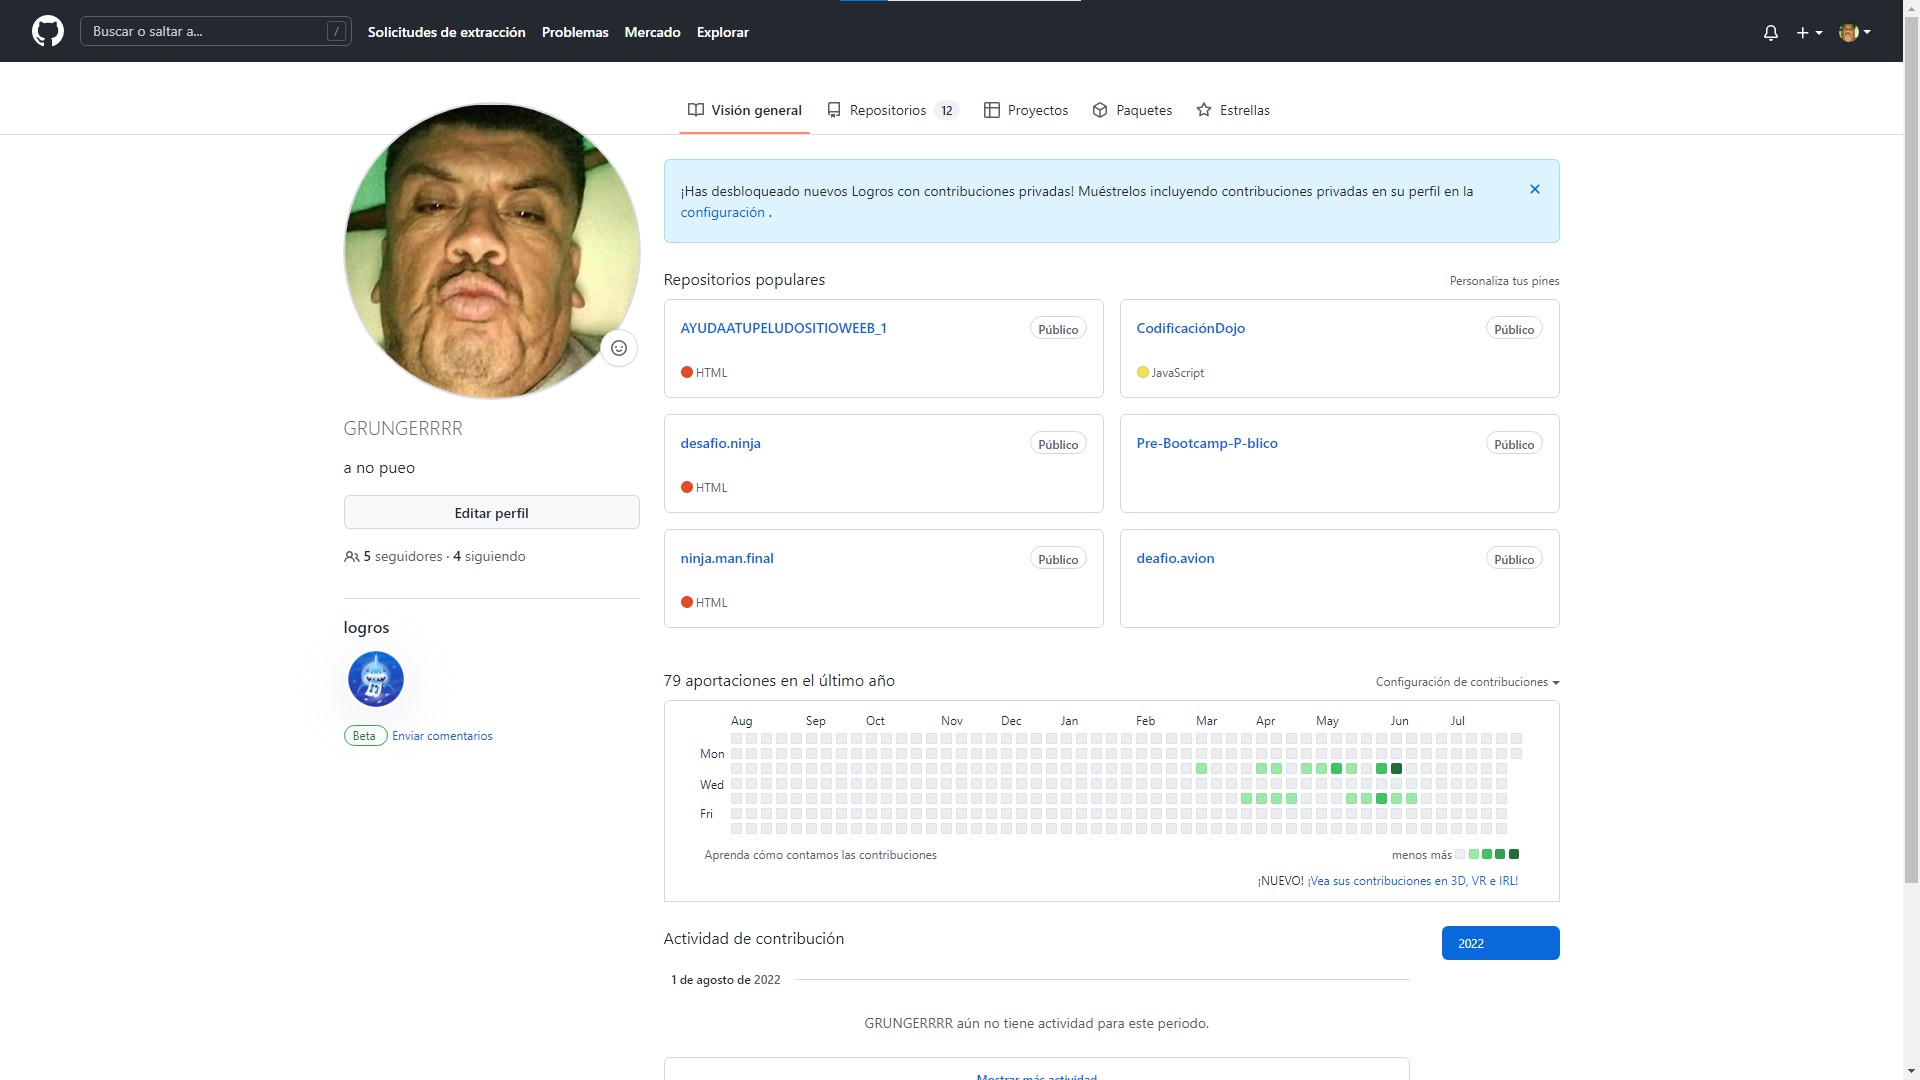 Buscar o saltar a...
/
Solicitudes de extracción
Problemas
Mercado
Explorar
Visión general
Repositorios 12
Proyectos
Paquetes
Estrellas
GRUNGERRRR
a no pueo
Editar perfil
5 seguidores · 4 siguiendo
logros
Beta Enviar comentarios
¡Has desbloqueado nuevos Logros con contribuciones privadas! Muéstrelos incluyendo contribuciones privadas en su perfil en la
configuración .
Repositorios populares
Personaliza tus pines
AYUDAATUPELUDOSITIOWEEB_1
Público
HTML
CodificaciónDojo
Público
JavaScript
desafio.ninja
Público
HTML
Pre-Bootcamp-P-blico
Público
ninja.man.final
Público
HTML
deafio.avion
Público
79 aportaciones en el último año
Configuración de contribuciones
Aug Sep Oct Nov Dec Jan Feb Mar Apr May Jun Jul
Mon
Wed
Fri
Aprenda cómo contamos las contribuciones
menos más
¡NUEVO! ¡Vea sus contribuciones en 3D, VR e IRL!
Actividad de contribución
2022
1 de agosto de 2022
GRUNGERRRR aún no tiene actividad para este periodo.
Mostrar más actividad